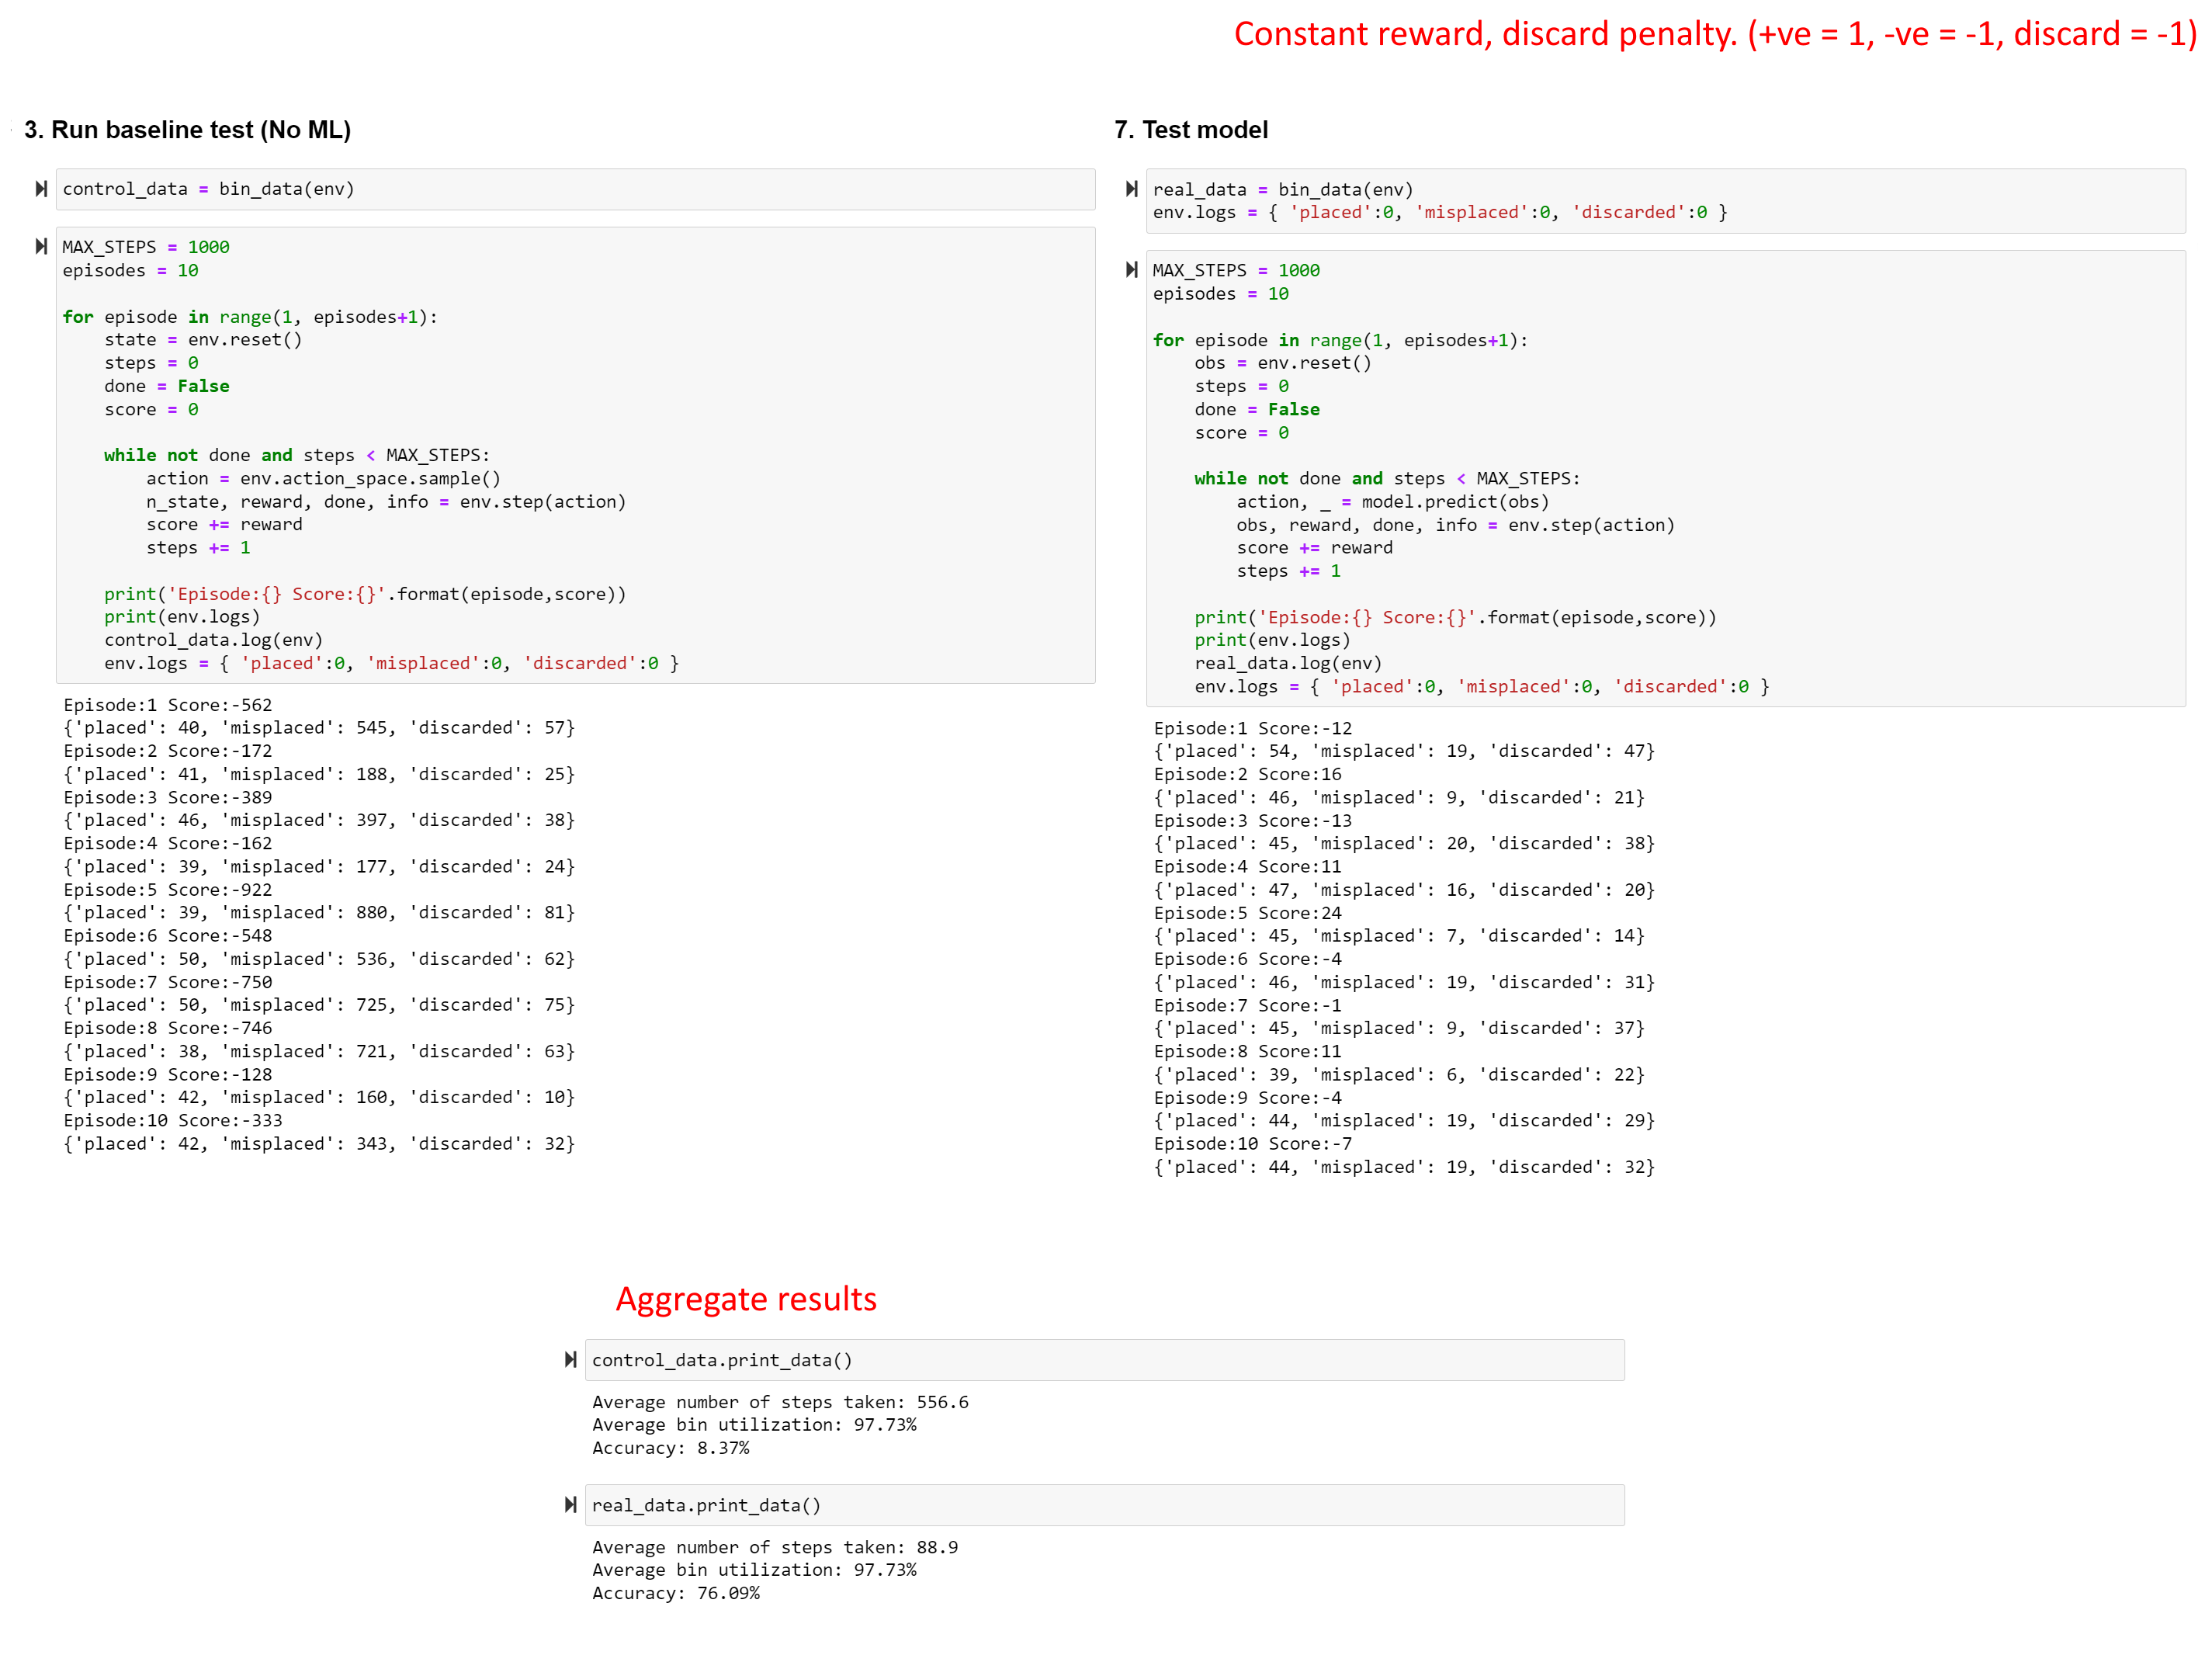 Constant reward, discard penalty. (+ve = 1, -ve = -1, discard = -1)
3. Run baseline test (No ML)
control_data = bin_data(env)
MAX_STEPS = 1000
episodes = 10
for episode in range(1, episodes+1):
    state = env.reset()
    steps = 0
    done = False
    score = 0
    while not done and steps < MAX_STEPS:
        action = env.action_space.sample()
        n_state, reward, done, info = env.step(action)
        score += reward
        steps += 1
    print('Episode:{} Score:{}'.format(episode,score))
    print(env.logs)
    control_data.log(env)
    env.logs = { 'placed':0, 'misplaced':0, 'discarded':0 }
Episode:1 Score:-562
{'placed': 40, 'misplaced': 545, 'discarded': 57}
Episode:2 Score:-172
{'placed': 41, 'misplaced': 188, 'discarded': 25}
Episode:3 Score:-389
{'placed': 46, 'misplaced': 397, 'discarded': 38}
Episode:4 Score:-162
{'placed': 39, 'misplaced': 177, 'discarded': 24}
Episode:5 Score:-922
{'placed': 39, 'misplaced': 880, 'discarded': 81}
Episode:6 Score:-548
{'placed': 50, 'misplaced': 536, 'discarded': 62}
Episode:7 Score:-750
{'placed': 50, 'misplaced': 725, 'discarded': 75}
Episode:8 Score:-746
{'placed': 38, 'misplaced': 721, 'discarded': 63}
Episode:9 Score:-128
{'placed': 42, 'misplaced': 160, 'discarded': 10}
Episode:10 Score:-333
{'placed': 42, 'misplaced': 343, 'discarded': 32}
7. Test model
real_data = bin_data(env)
env.logs = { 'placed':0, 'misplaced':0, 'discarded':0 }
MAX_STEPS = 1000
episodes = 10
for episode in range(1, episodes+1):
    obs = env.reset()
    steps = 0
    done = False
    score = 0
    while not done and steps < MAX_STEPS:
        action, _ = model.predict(obs)
        obs, reward, done, info = env.step(action)
        score += reward
        steps += 1
    print('Episode:{} Score:{}'.format(episode,score))
    print(env.logs)
    real_data.log(env)
    env.logs = { 'placed':0, 'misplaced':0, 'discarded':0 }
Episode:1 Score:-12
{'placed': 54, 'misplaced': 19, 'discarded': 47}
Episode:2 Score:16
{'placed': 46, 'misplaced': 9, 'discarded': 21}
Episode:3 Score:-13
{'placed': 45, 'misplaced': 20, 'discarded': 38}
Episode:4 Score:11
{'placed': 47, 'misplaced': 16, 'discarded': 20}
Episode:5 Score:24
{'placed': 45, 'misplaced': 7, 'discarded': 14}
Episode:6 Score:-4
{'placed': 46, 'misplaced': 19, 'discarded': 31}
Episode:7 Score:-1
{'placed': 45, 'misplaced': 9, 'discarded': 37}
Episode:8 Score:11
{'placed': 39, 'misplaced': 6, 'discarded': 22}
Episode:9 Score:-4
{'placed': 44, 'misplaced': 19, 'discarded': 29}
Episode:10 Score:-7
{'placed': 44, 'misplaced': 19, 'discarded': 32}
Aggregate results
control_data.print_data()
Average number of steps taken: 556.6
Average bin utilization: 97.73%
Accuracy: 8.37%
real_data.print_data()
Average number of steps taken: 88.9
Average bin utilization: 97.73%
Accuracy: 76.09%